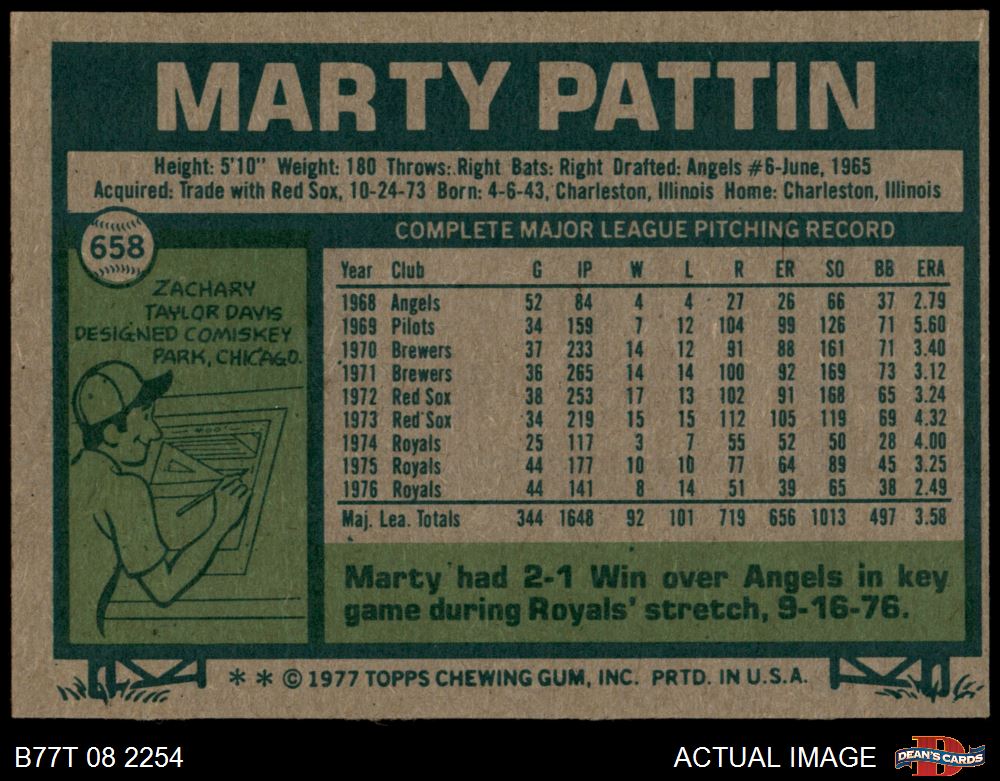 MARTY PATTIN
Height: 5'10" Weight: 180 Throws: Right Bats: Right Drafted: Angels #6-June, 1965
Acquired: Trade with Red Sox, 10-24-73 Born: 4-6-43, Charleston, Illinois Home: Charleston, Illinois
658
ZACHARY
TAYLOR DAVIS
DESIGNED COMISKEY
PARK, CHICAGO.
COMPLETE MAJOR LEAGUE PITCHING RECORD
Year Club G IP W L R ER SO BB ERA
1968 Angels 52 84 4 4 27 26 66 37 2.79
1969 Pilots 34 159 7 12 104 99 126 71 5.60
1970 Brewers 37 233 14 12 91 88 161 71 3.40
1971 Brewers 36 265 14 14 100 92 169 73 3.12
1972 Red Sox 38 253 17 13 102 91 168 65 3.24
1973 Red Sox 34 219 15 15 112 105 119 69 4.32
1974 Royals 25 117 3 7 55 52 50 28 4.00
1975 Royals 44 177 10 10 77 64 89 45 3.25
1976 Royals 44 141 8 14 51 39 65 38 2.49
Maj. Lea. Totals 344 1648 92 101 719 656 1013 497 3.58
Marty had 2-1 Win over Angels in key
game during Royals' stretch, 9-16-76.
** © 1977 TOPPS CHEWING GUM, INC. PRTD. IN U.S.A.
B77T 08 2254
ACTUAL IMAGE
D
DEAN'S CARDS